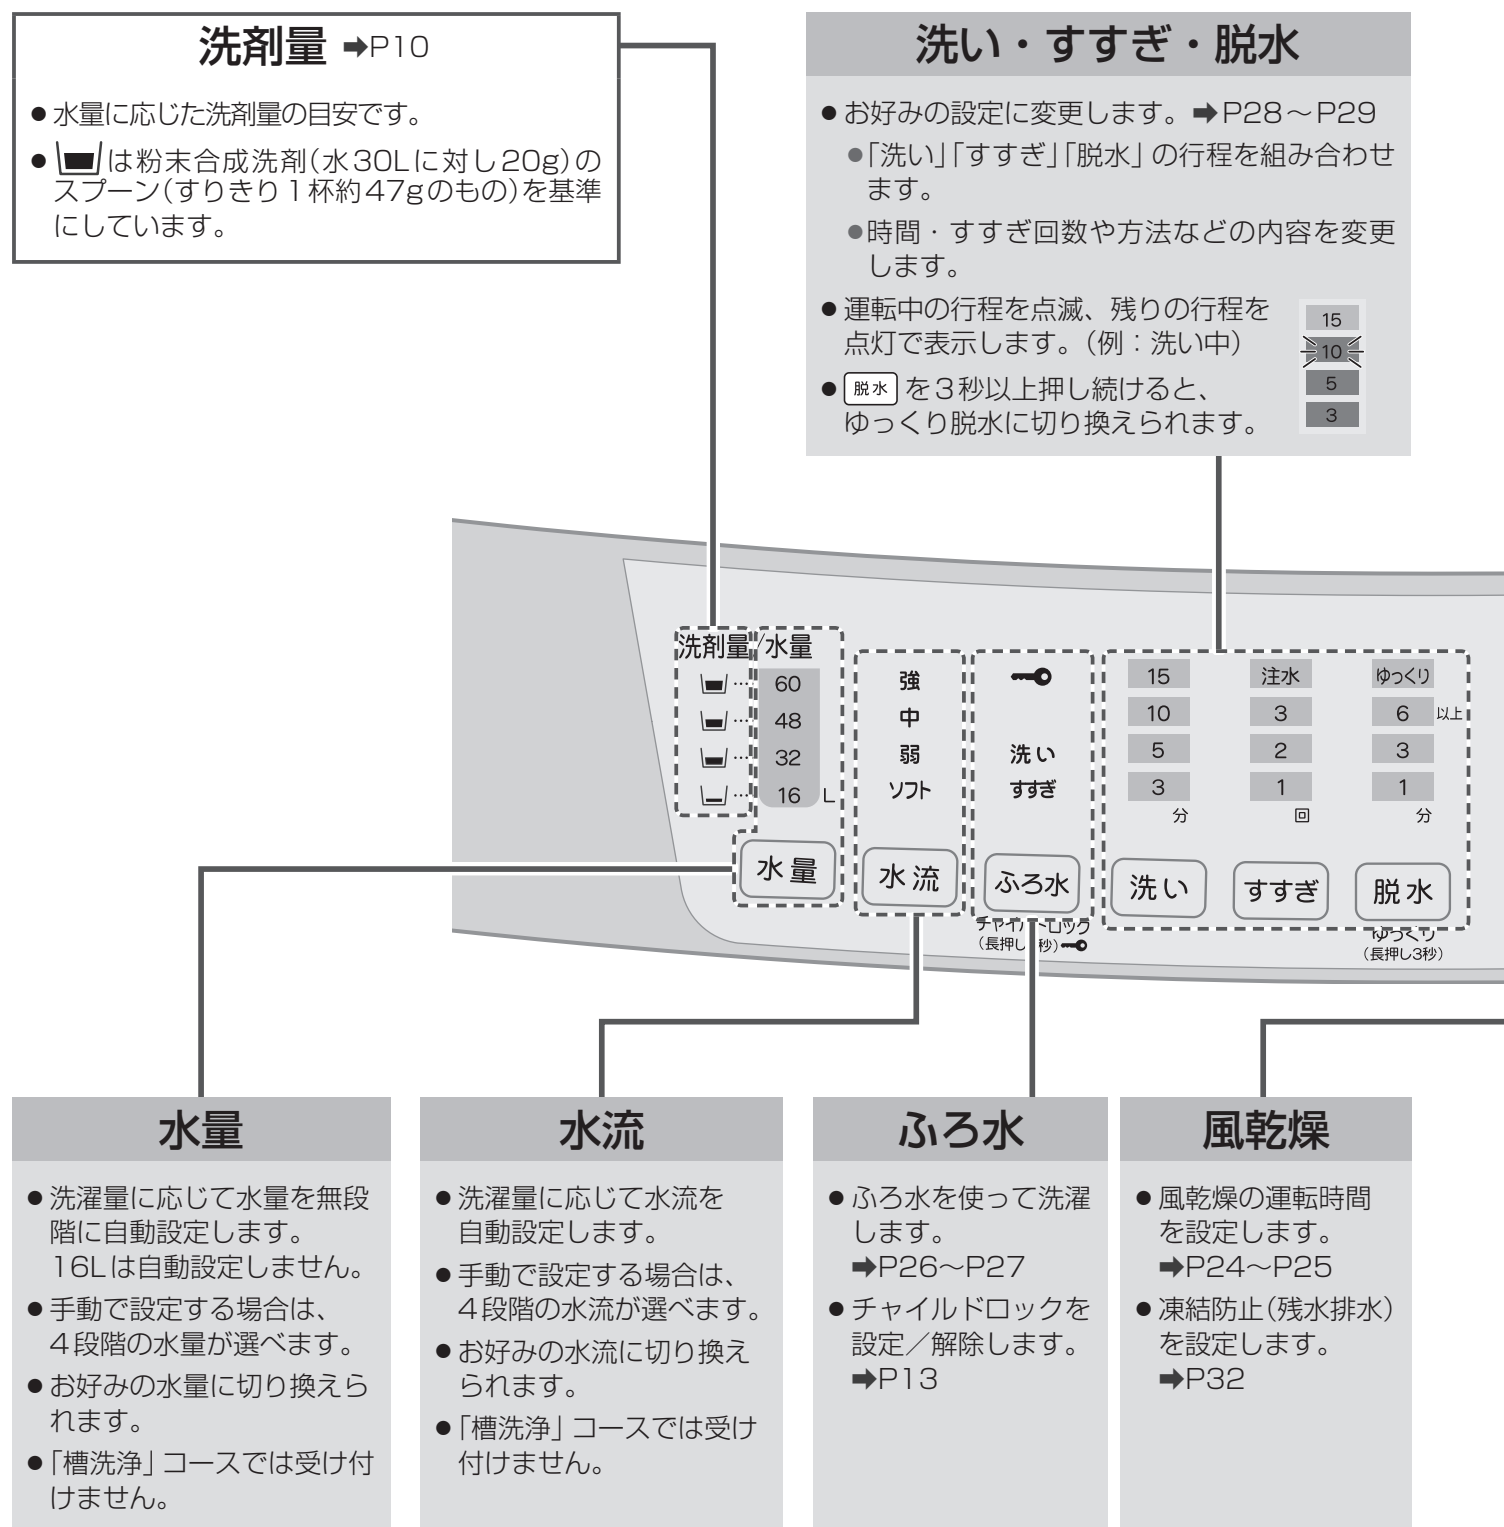 洗剤量 ➡P10
●水量に応じた洗剤量の目安です。
●は粉末合成洗剤(水30Lに対し20g)の
スプーン(すりきり1杯約47gのもの)を基準
にしています。
洗い・すすぎ・脱水
●お好みの設定に変更します。➡P28～P29
●「洗い」「すすぎ」「脱水」の行程を組み合わせ
ます。
●時間・すすぎ回数や方法などの内容を変更
します。
●運転中の行程を点滅、残りの行程を
点灯で表示します。(例：洗い中)
●脱水を3秒以上押し続けると、
ゆっくり脱水に切り換えられます。
15
10
5
3
洗剤量/水量
…60
…48
…32
…16 L
水量
強
中
弱
ソフト
水流
洗い
すすぎ
ふろ水
チャイルドロック
(長押し 秒)
15
10
5
3
分
洗い
注水
3
2
1
回
すすぎ
ゆっくり
6 以上
3
1
分
脱水
ゆっくり
(長押し3秒)
水量
●洗濯量に応じて水量を無段
階に自動設定します。
16Lは自動設定しません。
●手動で設定する場合は、
4段階の水量が選べます。
●お好みの水量に切り換えら
れます。
●「槽洗浄」コースでは受け付
けません。
水流
●洗濯量に応じて水流を
自動設定します。
●手動で設定する場合は、
4段階の水流が選べます。
●お好みの水流に切り換え
られます。
●「槽洗浄」コースでは受け
付けません。
ふろ水
●ふろ水を使って洗濯
します。
➡P26～P27
●チャイルドロックを
設定／解除します。
➡P13
風乾燥
●風乾燥の運転時間
を設定します。
➡P24～P25
●凍結防止(残水排水)
を設定します。
➡P32